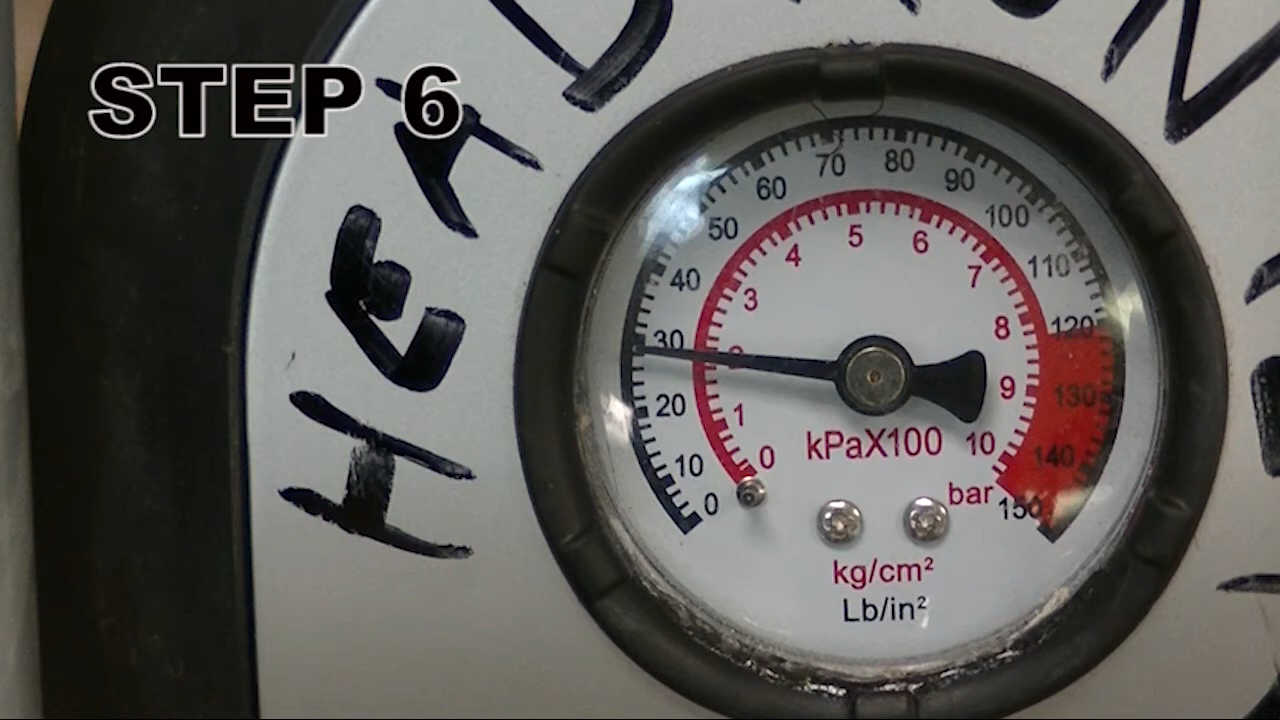 STEP 6
HEAD
0 10 20 30 40 50 60 70 80 90 100 110 120 130 140 150
0 1 2 3 4 5 6 7 8 9 10
kPaX100
bar
kg/cm²
Lb/in²